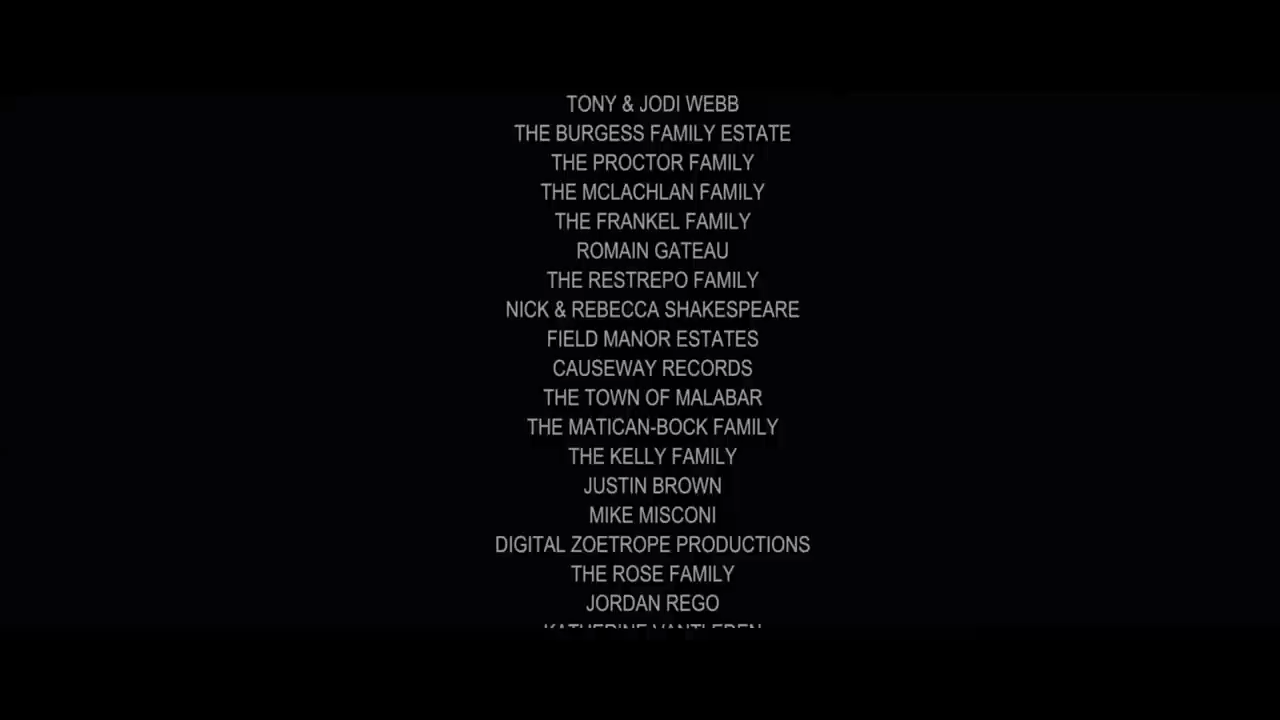 TONY & JODI WEBB
THE BURGESS FAMILY ESTATE
THE PROCTOR FAMILY
THE MCLACHLAN FAMILY
THE FRANKEL FAMILY
ROMAIN GATEAU
THE RESTREPO FAMILY
NICK & REBECCA SHAKESPEARE
FIELD MANOR ESTATES
CAUSEWAY RECORDS
THE TOWN OF MALABAR
THE MATICAN-BOCK FAMILY
THE KELLY FAMILY
JUSTIN BROWN
MIKE MISCONI
DIGITAL ZOETROPE PRODUCTIONS
THE ROSE FAMILY
JORDAN REGO
KATHERINE